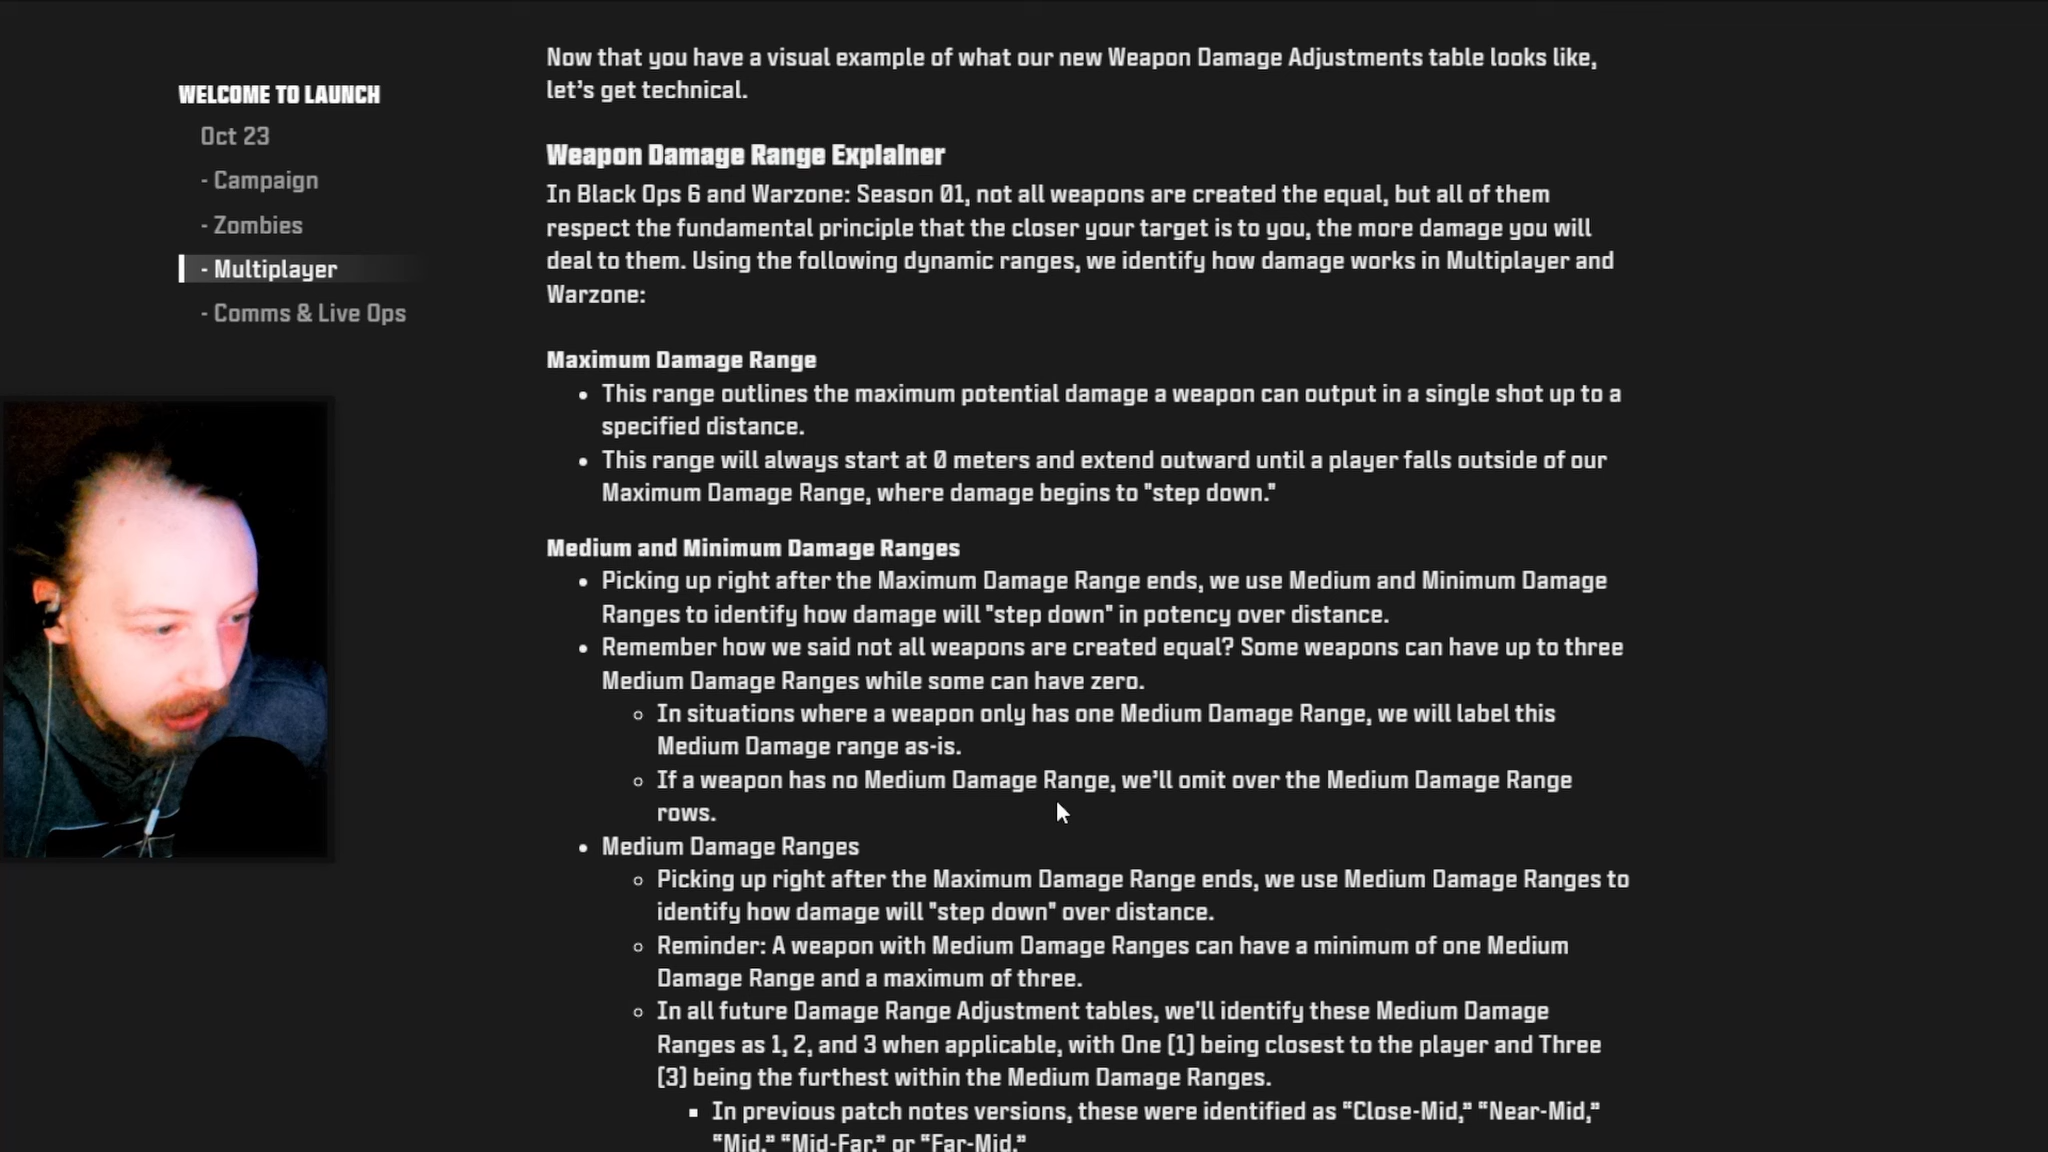 WELCOME TO LAUNCH
Oct 23
- Campaign
- Zombies
- Multiplayer
- Comms & Live Ops
Now that you have a visual example of what our new Weapon Damage Adjustments table looks like,
let’s get technical.
Weapon Damage Range Explainer
In Black Ops 6 and Warzone: Season 01, not all weapons are created the equal, but all of them
respect the fundamental principle that the closer your target is to you, the more damage you will
deal to them. Using the following dynamic ranges, we identify how damage works in Multiplayer and
Warzone:
Maximum Damage Range
• This range outlines the maximum potential damage a weapon can output in a single shot up to a
specified distance.
• This range will always start at 0 meters and extend outward until a player falls outside of our
Maximum Damage Range, where damage begins to "step down."
Medium and Minimum Damage Ranges
• Picking up right after the Maximum Damage Range ends, we use Medium and Minimum Damage
Ranges to identify how damage will "step down" in potency over distance.
• Remember how we said not all weapons are created equal? Some weapons can have up to three
Medium Damage Ranges while some can have zero.
◦ In situations where a weapon only has one Medium Damage Range, we will label this
Medium Damage range as-is.
◦ If a weapon has no Medium Damage Range, we’ll omit over the Medium Damage Range
rows.
• Medium Damage Ranges
◦ Picking up right after the Maximum Damage Range ends, we use Medium Damage Ranges to
identify how damage will "step down" over distance.
◦ Reminder: A weapon with Medium Damage Ranges can have a minimum of one Medium
Damage Range and a maximum of three.
◦ In all future Damage Range Adjustment tables, we'll identify these Medium Damage
Ranges as 1, 2, and 3 when applicable, with One [1] being closest to the player and Three
[3] being the furthest within the Medium Damage Ranges.
▪ In previous patch notes versions, these were identified as “Close-Mid,” “Near-Mid,”
“Mid,” “Mid-Far,” or “Far-Mid.”